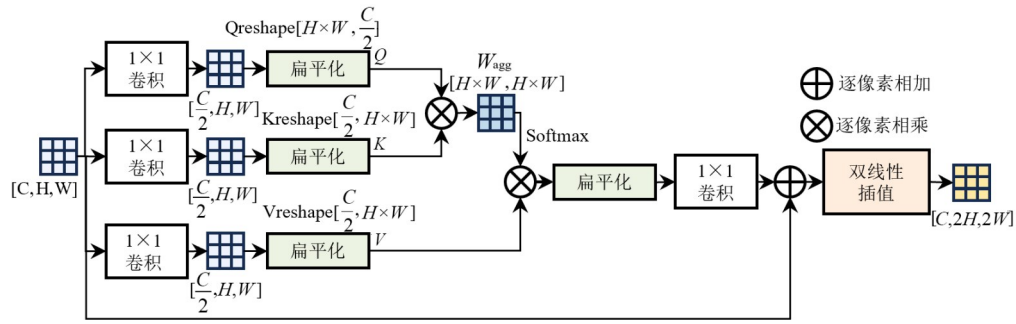 Qreshape[H×W, C/2]
1×1
卷积
扁平化
Q
[C/2,H,W]
W_agg
[H×W,H×W]
Kreshape[C/2,H×W]
1×1
卷积
扁平化
K
[C/2,H,W]
[C,H,W]
Softmax
Vreshape[C/2,H×W]
1×1
卷积
扁平化
V
[C/2,H,W]
扁平化
1×1
卷积
双线性
插值
[C,2H,2W]
逐像素相加
逐像素相乘